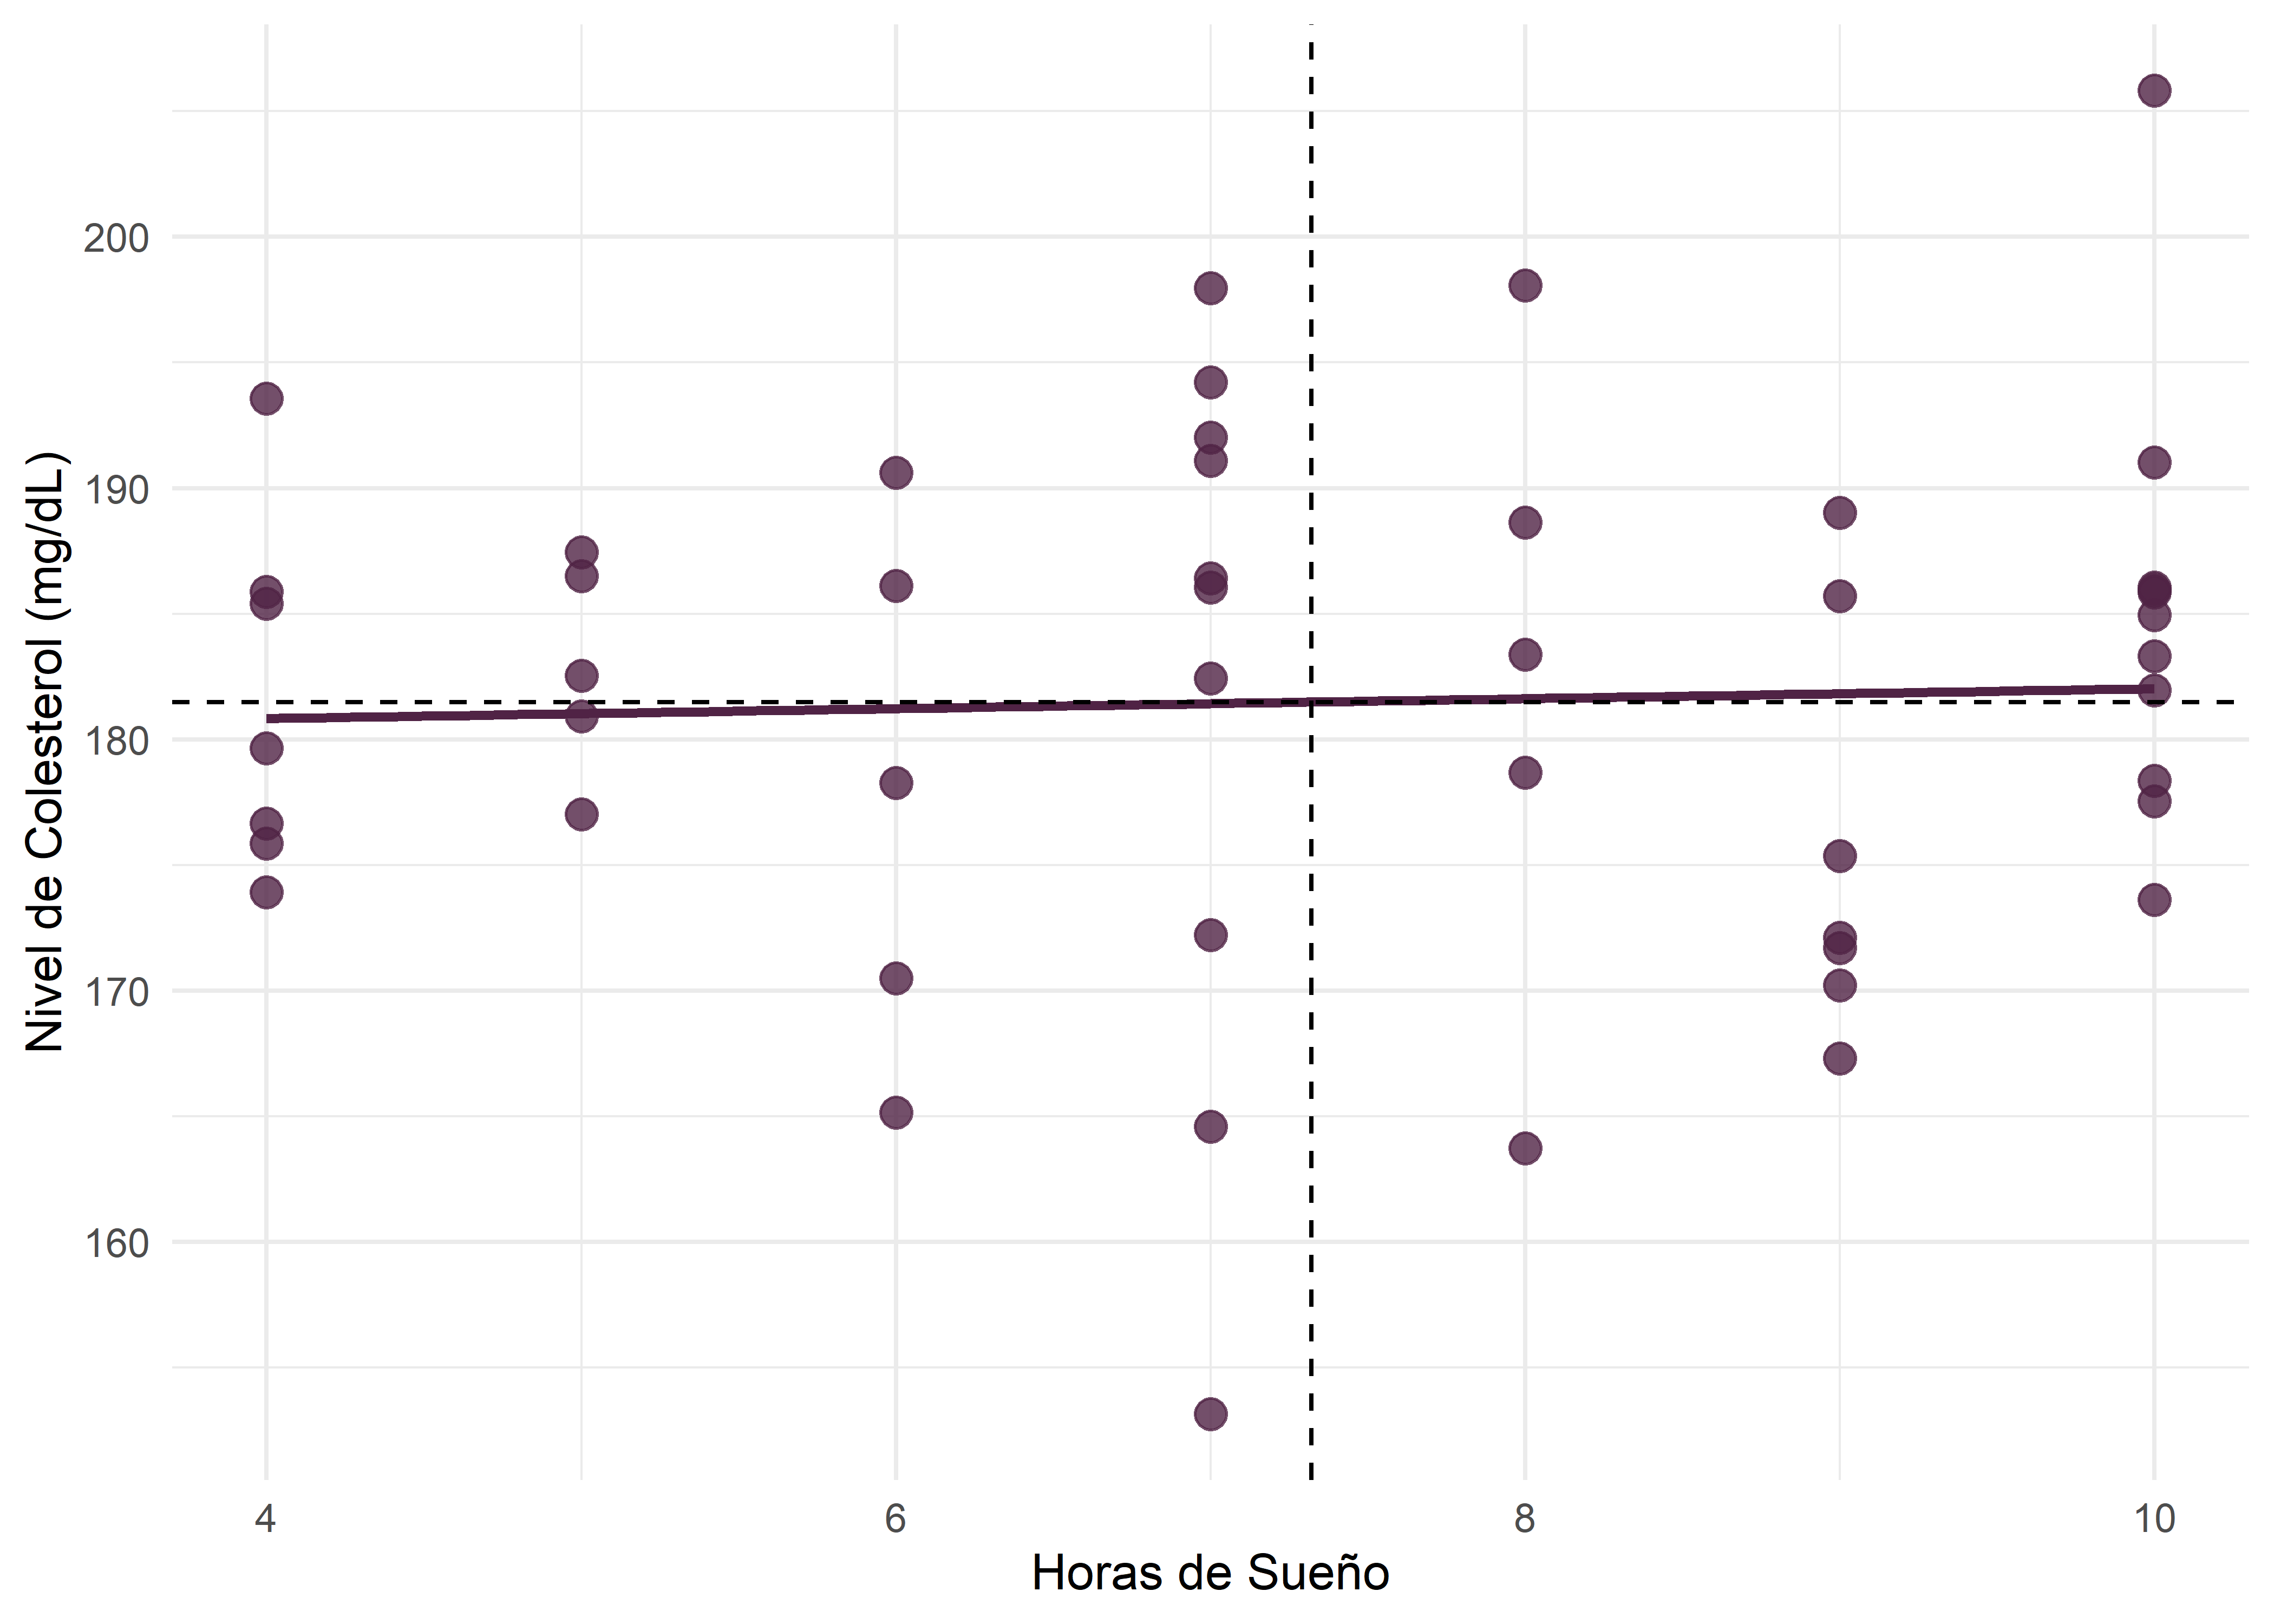 Nivel de Colesterol (mg/dL)
200
190
180
170
160
4 6 8 10
Horas de Sueño